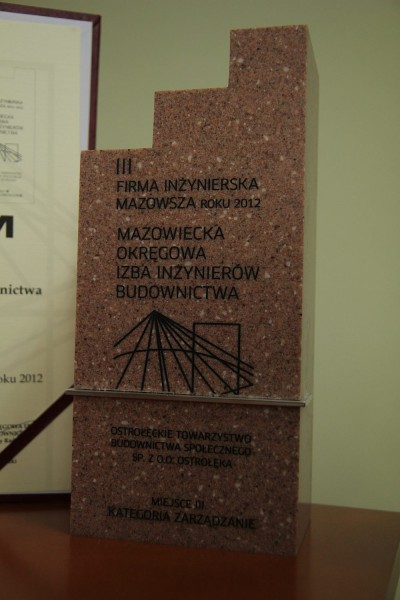 III
FIRMA INŻYNIERSKA
MAZOWSZA ROKU 2012
MAZOWIECKA
OKRĘGOWA
IZBA INŻYNIERÓW
BUDOWNICTWA
OSTROŁĘCKIE TOWARZYSTWO
BUDOWNICTWA SPOŁECZNEGO
SP. Z O.O. OSTROŁĘKA
MIEJSCE III
KATEGORIA ZARZĄDZANIE
nictwa
oku 2012